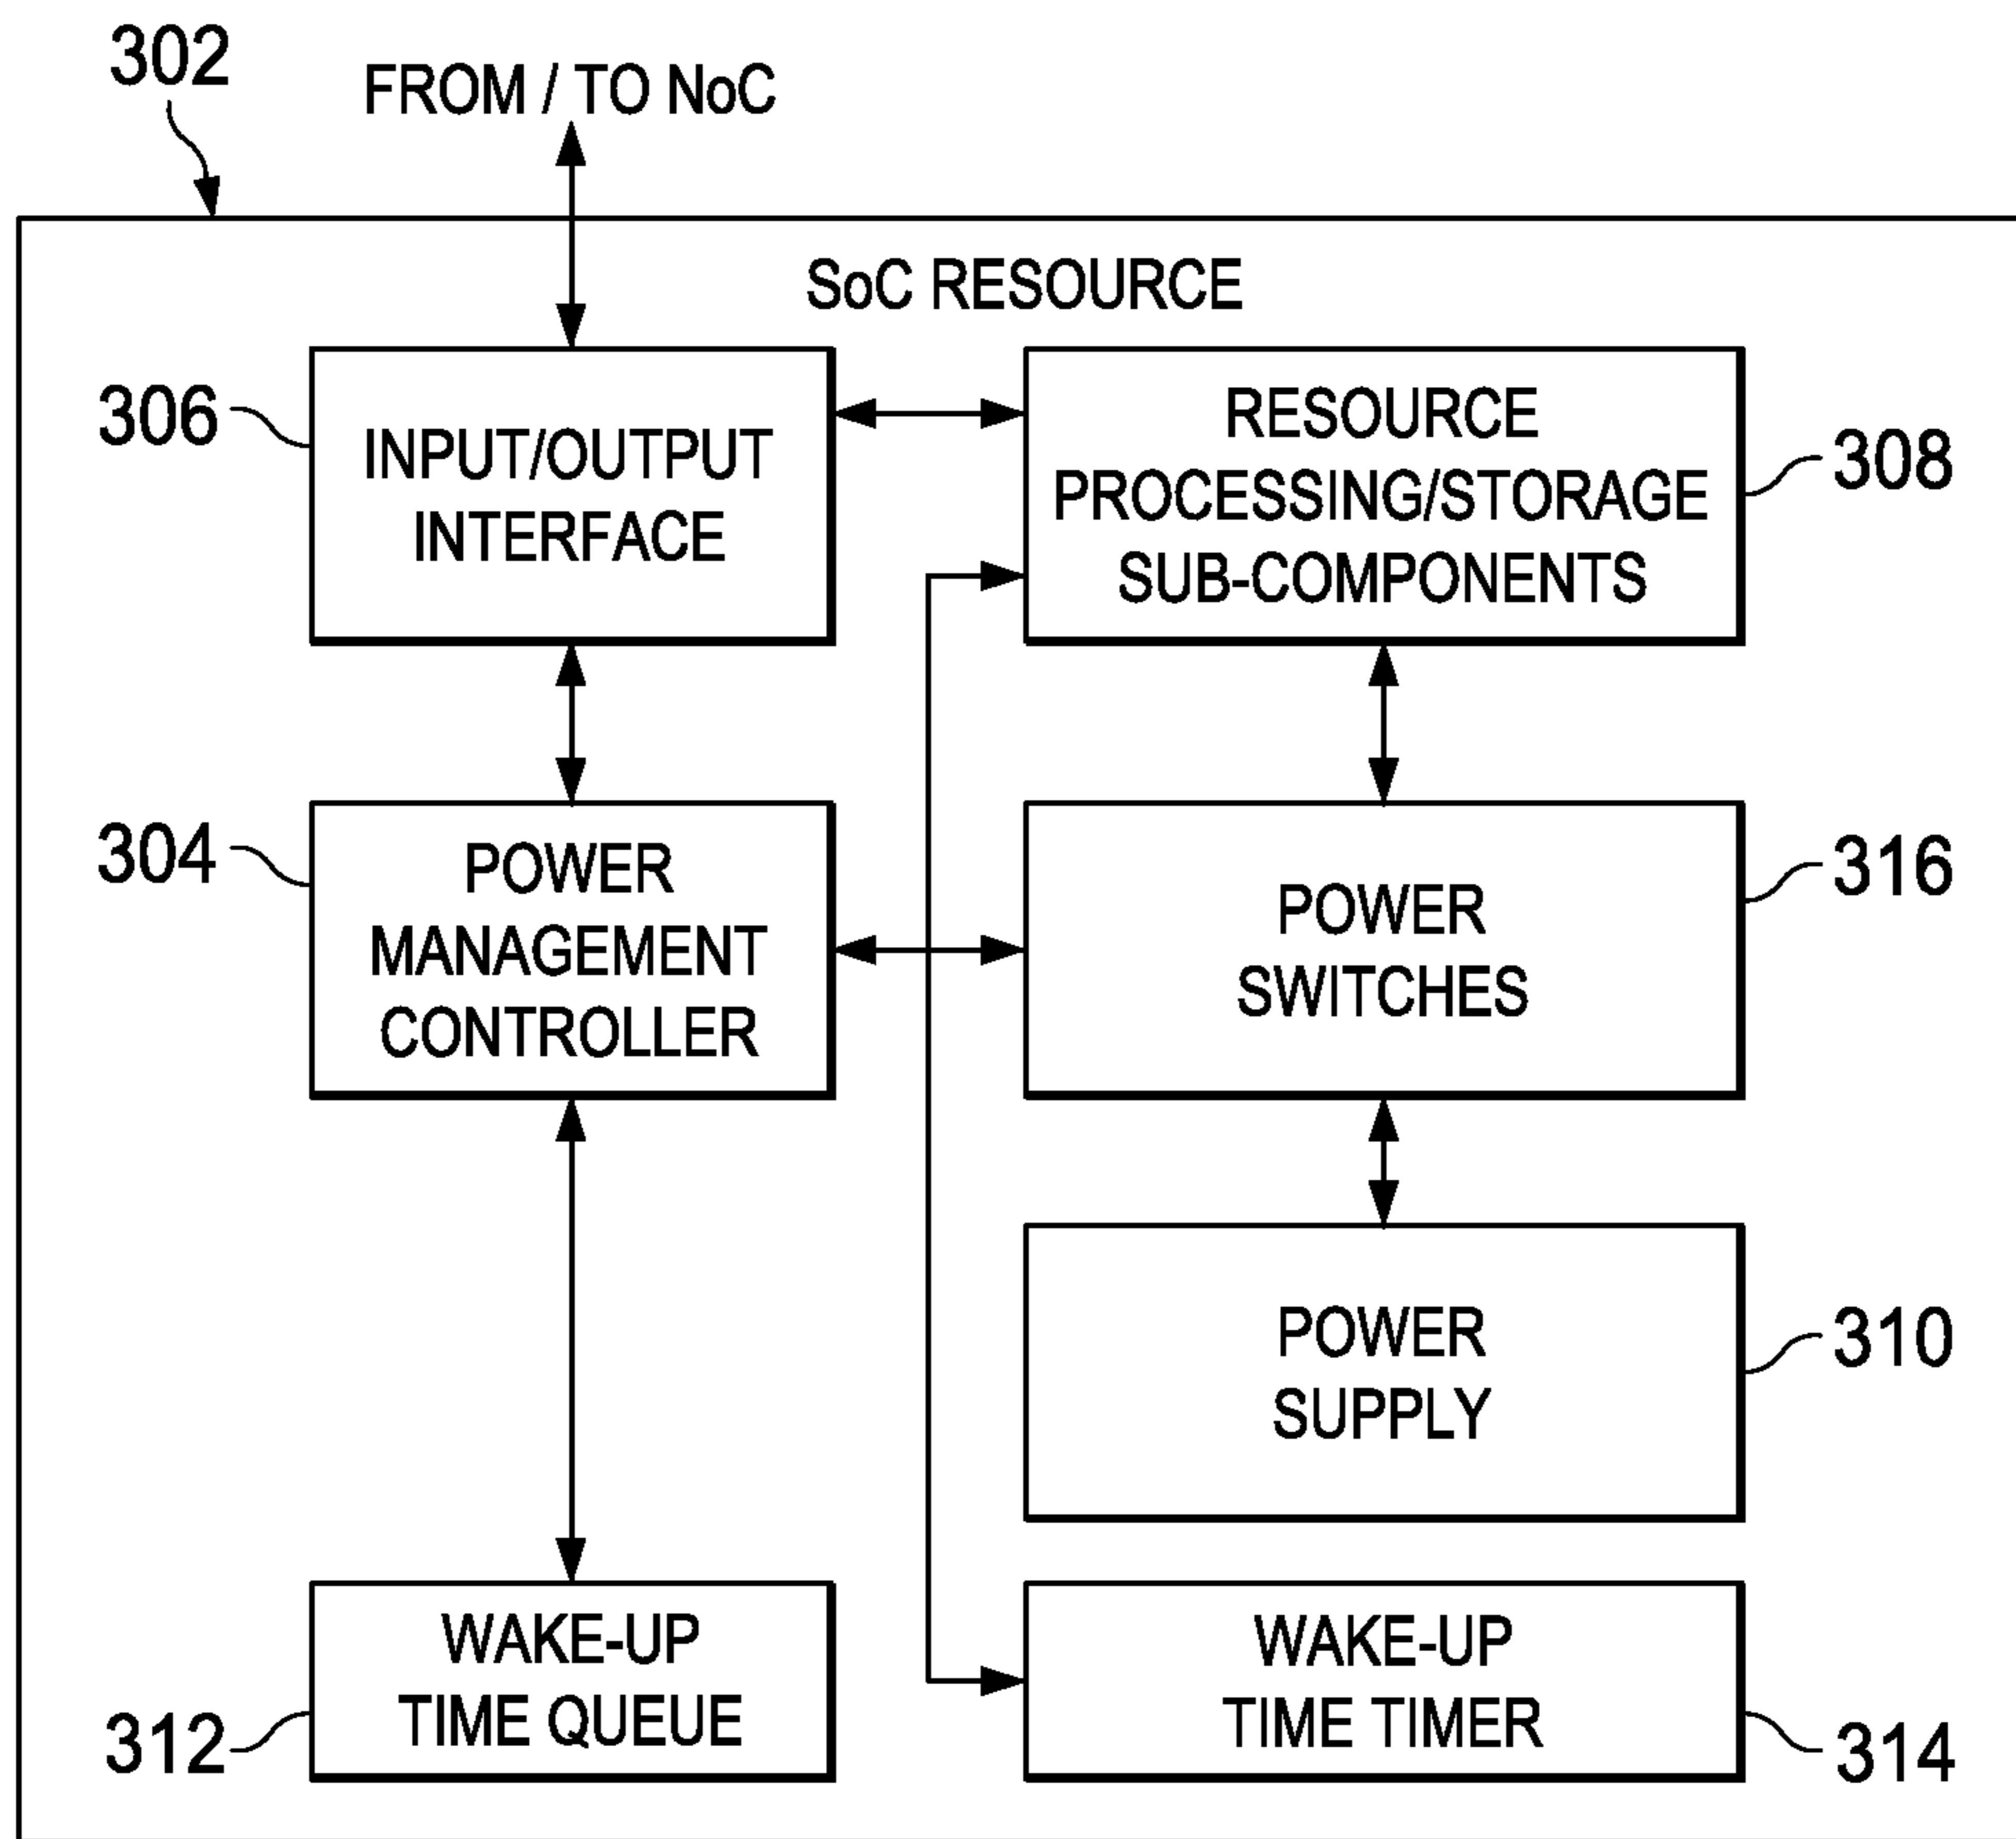 302
FROM / TO NoC
SoC RESOURCE
306
INPUT/OUTPUT
INTERFACE
RESOURCE
PROCESSING/STORAGE
SUB-COMPONENTS
308
304
POWER
MANAGEMENT
CONTROLLER
POWER
SWITCHES
316
POWER
SUPPLY
310
312
WAKE-UP
TIME QUEUE
WAKE-UP
TIME TIMER
314